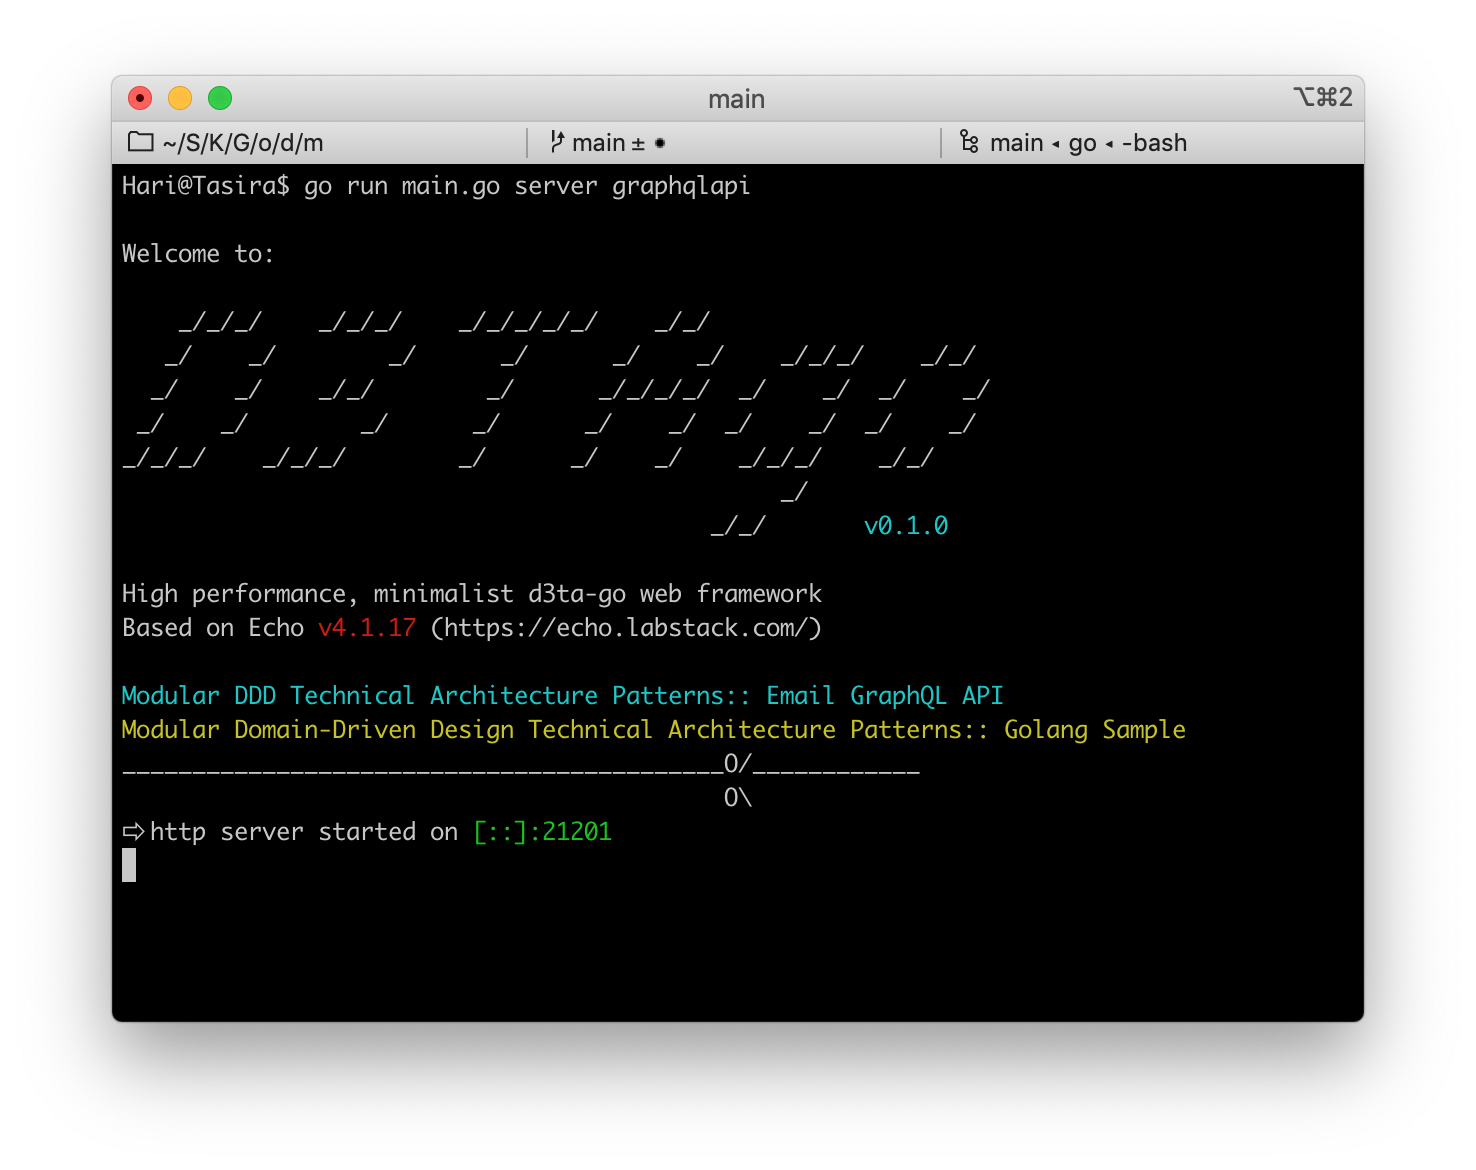 main
⌥⌘2
~/S/K/G/o/d/m
main ±
main ◂ go ◂ -bash
Hari@Tasira$ go run main.go server graphqlapi
Welcome to:
D3TAgo
v0.1.0
High performance, minimalist d3ta-go web framework
Based on Echo v4.1.17 (https://echo.labstack.com/)
Modular DDD Technical Architecture Patterns:: Email GraphQL API
Modular Domain-Driven Design Technical Architecture Patterns:: Golang Sample
___________________________________________O/____________
O\
⇨ http server started on [::]:21201